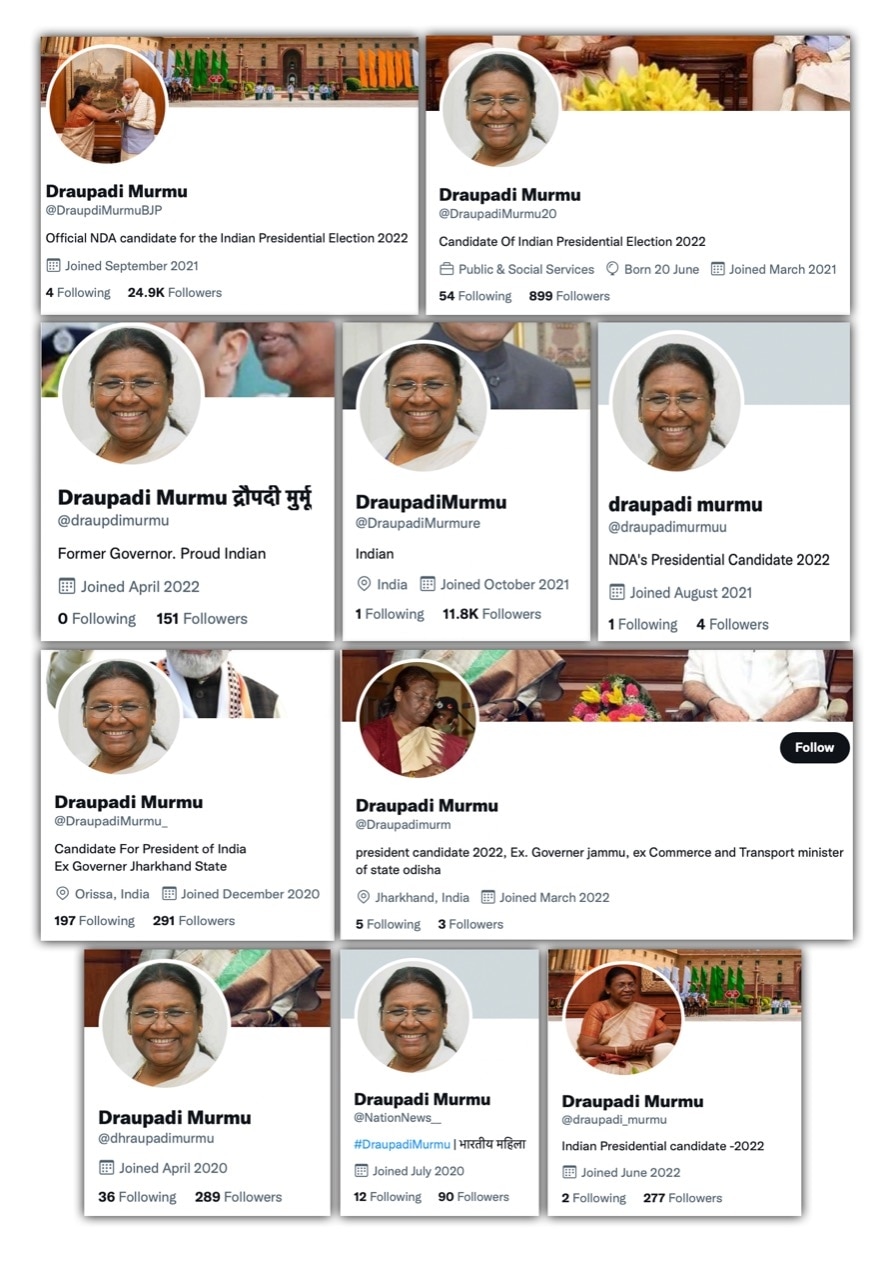 Draupadi Murmu
@DraupdiMurmuBJP
Official NDA candidate for the Indian Presidential Election 2022
Joined September 2021
4 Following 24.9K Followers
Draupadi Murmu
@DraupadiMurmu20
Candidate Of Indian Presidential Election 2022
Public & Social Services Born 20 June Joined March 2021
54 Following 899 Followers
Draupadi Murmu द्रौपदी मुर्मू
@draupdimurmu
Former Governor. Proud Indian
Joined April 2022
0 Following 151 Followers
DraupadiMurmu
@DraupadiMurmure
Indian
India Joined October 2021
1 Following 11.8K Followers
draupadi murmu
@draupadimurmuu
NDA's Presidential Candidate 2022
Joined August 2021
1 Following 4 Followers
Draupadi Murmu
@DraupadiMurmu_
Candidate For President of India
Ex Governer Jharkhand State
Orissa, India Joined December 2020
197 Following 291 Followers
Follow
Draupadi Murmu
@Draupadimurm
president candidate 2022, Ex. Governer jammu, ex Commerce and Transport minister
of state odisha
Jharkhand, India Joined March 2022
5 Following 3 Followers
Draupadi Murmu
@dhraupadimurmu
Joined April 2020
36 Following 289 Followers
Draupadi Murmu
@NationNews__
#DraupadiMurmu | भारतीय महिला
Joined July 2020
12 Following 90 Followers
Draupadi Murmu
@draupadi_murmu
Indian Presidential candidate -2022
Joined June 2022
2 Following 277 Followers